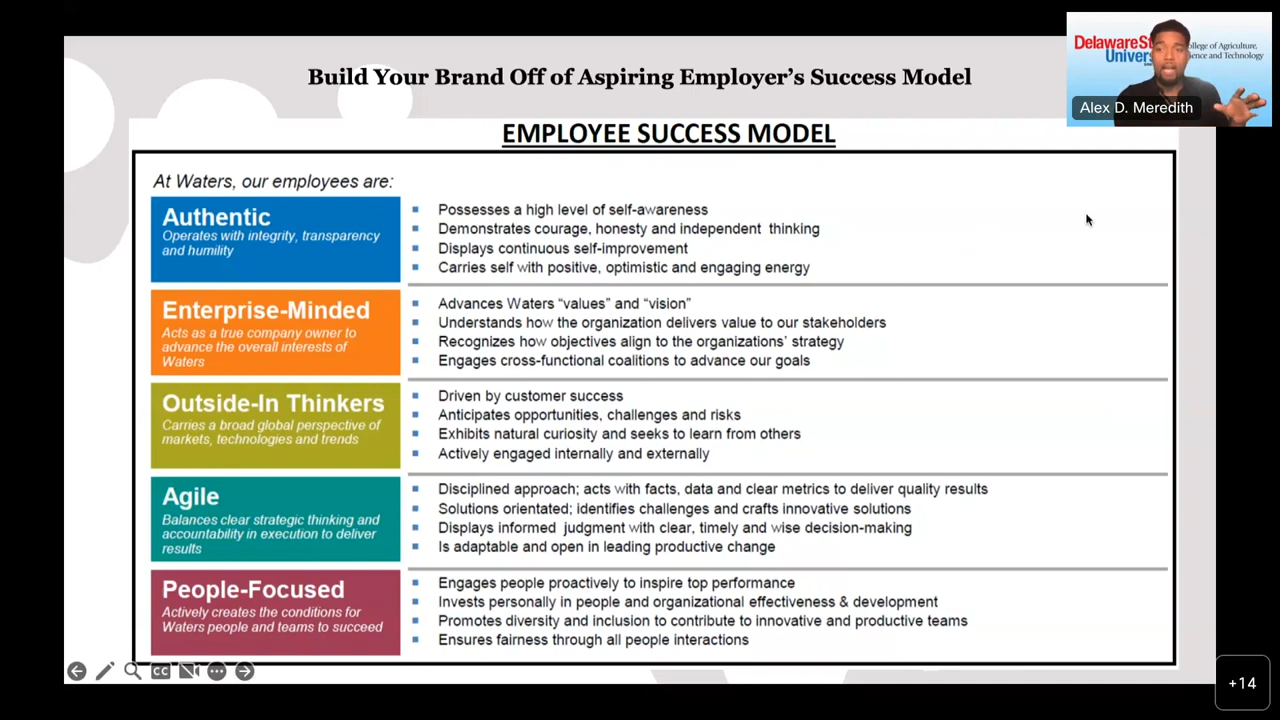 Build Your Brand Off of Aspiring Employer's Success Model
DelawareSt
Univers
ollege of Agriculture,
ience and Technology
Alex D. Meredith
EMPLOYEE SUCCESS MODEL
At Waters, our employees are:
Authentic
Operates with integrity, transparency
and humility
Possesses a high level of self-awareness
Demonstrates courage, honesty and independent thinking
Displays continuous self-improvement
Carries self with positive, optimistic and engaging energy
Enterprise-Minded
Acts as a true company owner to
advance the overall interests of
Waters
Advances Waters “values” and “vision”
Understands how the organization delivers value to our stakeholders
Recognizes how objectives align to the organizations' strategy
Engages cross-functional coalitions to advance our goals
Outside-In Thinkers
Carries a broad global perspective of
markets, technologies and trends
Driven by customer success
Anticipates opportunities, challenges and risks
Exhibits natural curiosity and seeks to learn from others
Actively engaged internally and externally
Agile
Balances clear strategic thinking and
accountability in execution to deliver
results
Disciplined approach; acts with facts, data and clear metrics to deliver quality results
Solutions orientated; identifies challenges and crafts innovative solutions
Displays informed judgment with clear, timely and wise decision-making
Is adaptable and open in leading productive change
People-Focused
Actively creates the conditions for
Waters people and teams to succeed
Engages people proactively to inspire top performance
Invests personally in people and organizational effectiveness & development
Promotes diversity and inclusion to contribute to innovative and productive teams
Ensures fairness through all people interactions
CC
+14